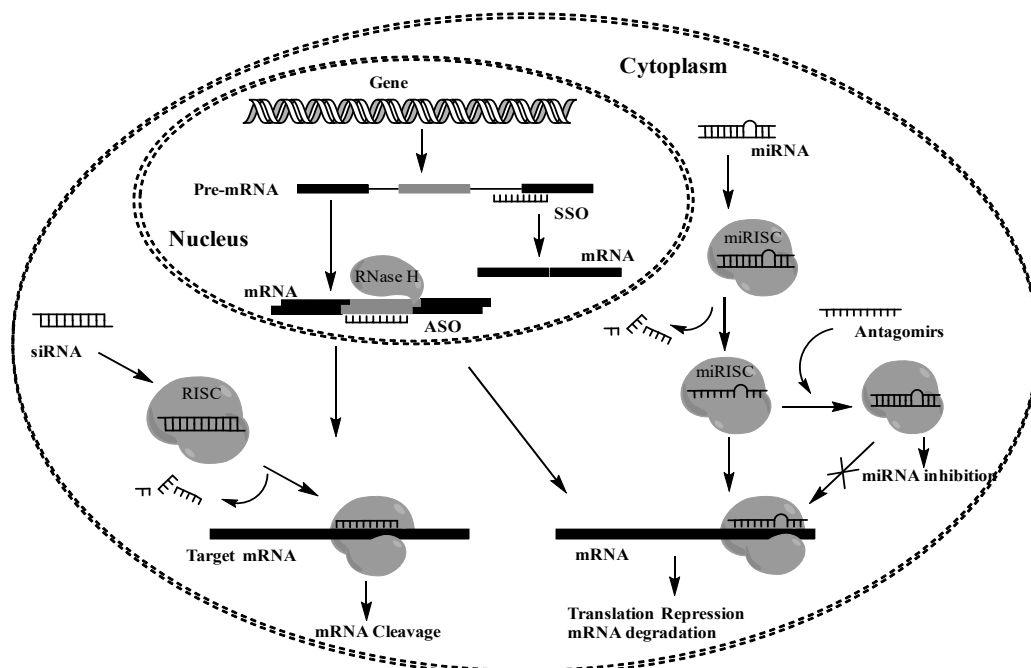 Cytoplasm
Gene
miRNA
Pre-mRNA
SSO
Nucleus
miRISC
mRNA
RNase H
mRNA
ASO
siRNA
Antagomirs
miRISC
RISC
miRNA inhibition
Target mRNA
mRNA
mRNA Cleavage
Translation Repression
mRNA degradation